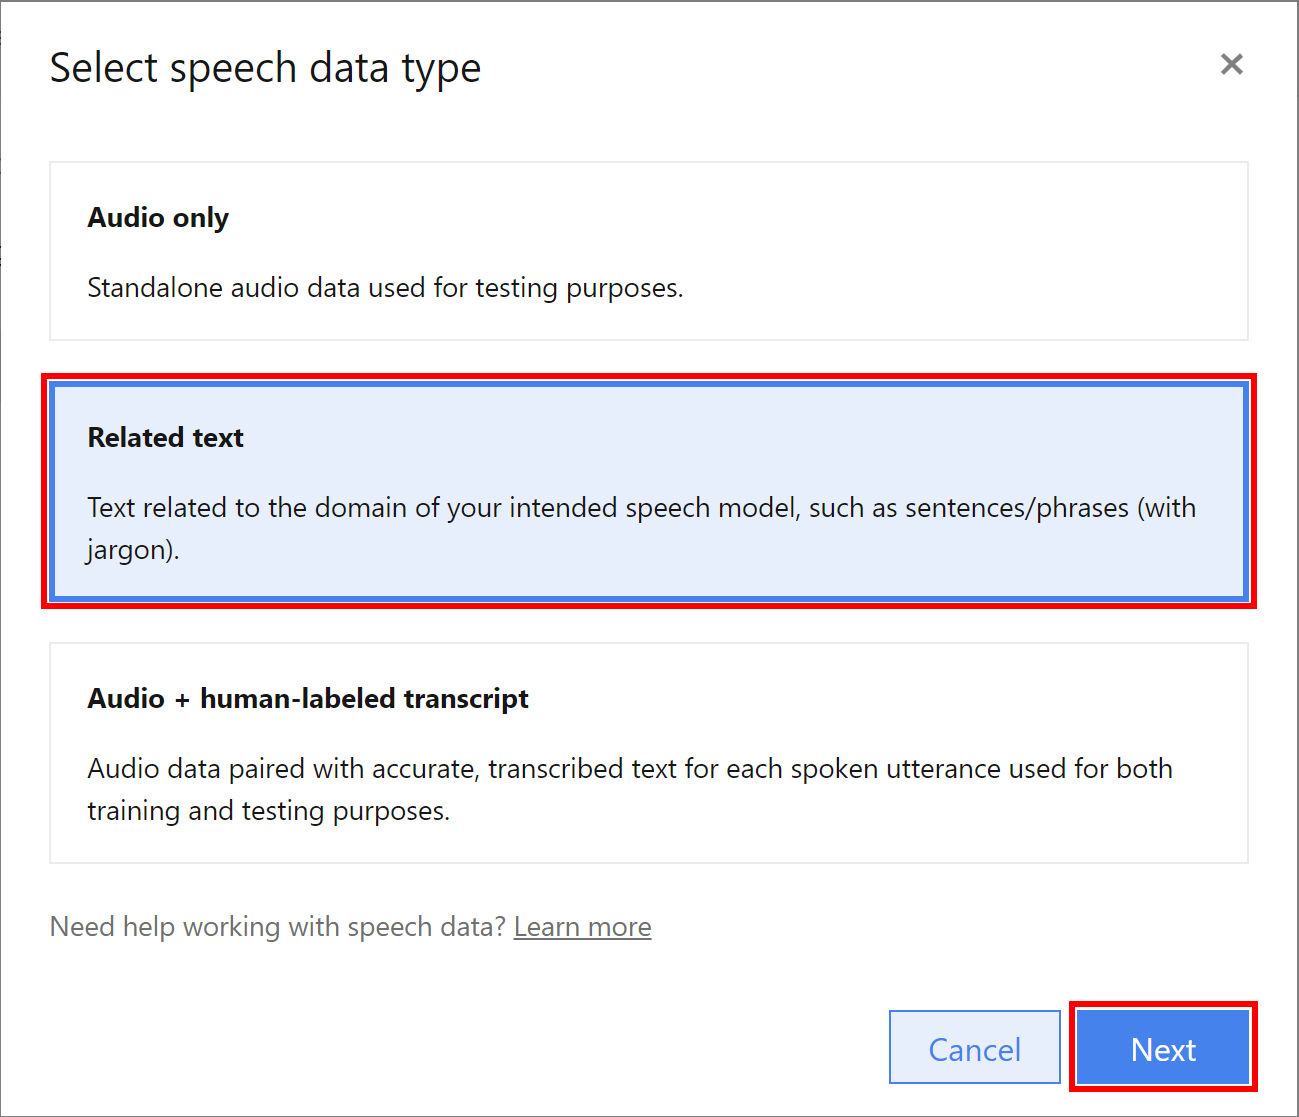 Select speech data type
Audio only
Standalone audio data used for testing purposes.
Related text
Text related to the domain of your intended speech model, such as sentences/phrases (with
jargon).
Audio + human-labeled transcript
Audio data paired with accurate, transcribed text for each spoken utterance used for both
training and testing purposes.
Need help working with speech data? Learn more
Cancel
Next